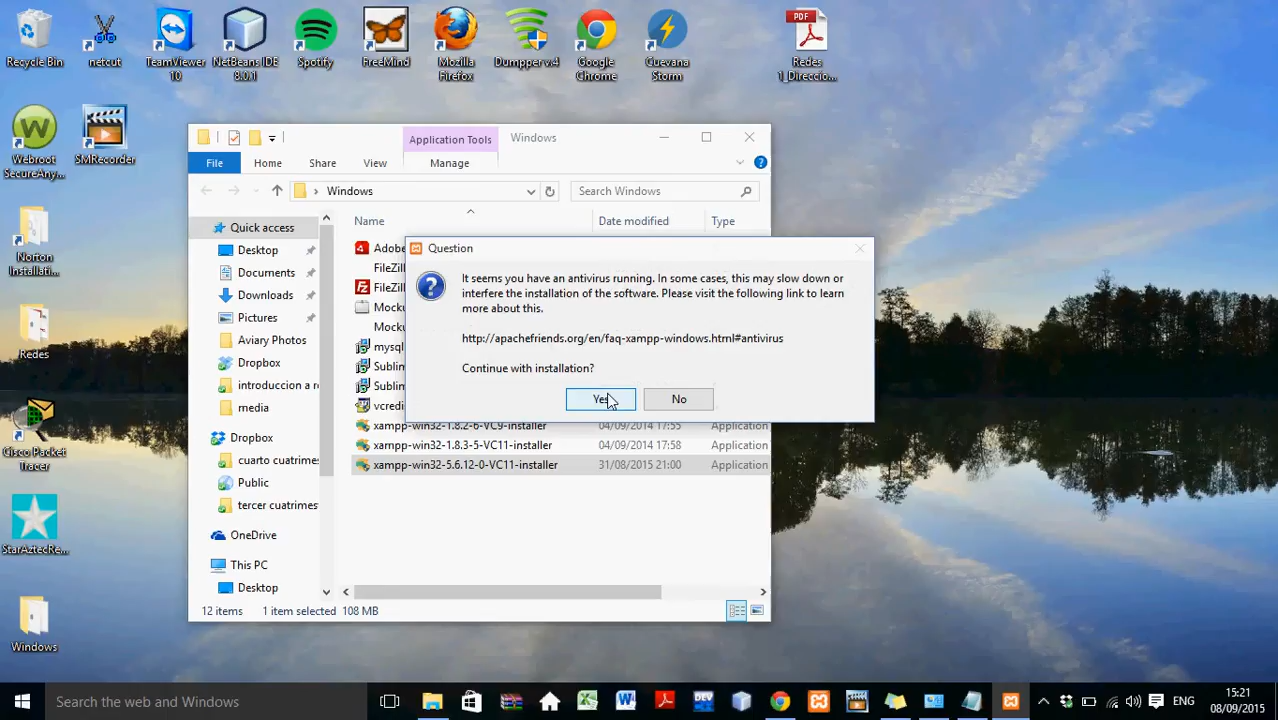 Recycle Bin
netcut
TeamViewer
10
NetBeans IDE
8.0.1
Spotify
FreeMind
Mozilla
Firefox
Dumpper v.4
Google
Chrome
Cuevana
Storm
PDF
Redes
1_Direccio...
Webroot
SecureAny...
SMRecorder
Norton
Installati...
Redes
Cisco Packet
Tracer
StarAztecRe...
Windows
Application Tools
Windows
File
Home
Share
View
Manage
Windows
Search Windows
Name
Date modified
Type
Quick access
Desktop
Documents
Downloads
Pictures
Aviary Photos
Dropbox
introduccion a r
media
Dropbox
cuarto cuatrimes
Public
tercer cuatrimes
OneDrive
This PC
Desktop
Adobe
FileZil
FileZil
Mocku
Mocku
mysql
Sublin
Sublin
vcredi
xampp-win32-1.8.2-6-VC9-installer 04/09/2014 17:55 Application
xampp-win32-1.8.3-5-VC11-installer 04/09/2014 17:58 Application
xampp-win32-5.6.12-0-VC11-installer 31/08/2015 21:00 Application
12 items 1 item selected 108 MB
Question
It seems you have an antivirus running. In some cases, this may slow down or
interfere the installation of the software. Please visit the following link to learn
more about this.
http://apachefriends.org/en/faq-xampp-windows.html#antivirus
Continue with installation?
Yes
No
Search the web and Windows
DEV
ENG
15:21
08/09/2015